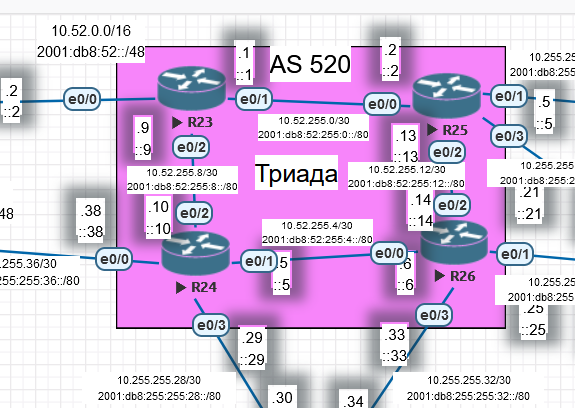 10.52.0.0/16
2001:db8:52::/48
AS 520
.2
::2
e0/0
.1
::1
e0/1
R23
.2
::2
e0/0
R25
e0/1
10.255.25
2001:db8:255
.5
::5
e0/3
10.52.255.0/30
2001:db8:52:255:0::/80
.9
::9
e0/2
.13
::13
e0/2
10.52.255.8/30
2001:db8:52:255:8::/80
Триада
10.52.255.12/30
2001:db8:52:255:12::/80
10.255.2
2001:db8:255
.21
::21
.38
::38
.10
::10
e0/2
.14
::14
e0/2
48
10.52.255.4/30
2001:db8:52:255:4::/80
.255.36/30
255:255:36::/80
e0/0
R24
e0/1
.5
::5
e0/0
.6
::6
R26
e0/1
10.255.
2001:db8:255
.25
::25
e0/3
.29
::29
.33
::33
e0/3
10.255.255.28/30
2001:db8:255:255:28::/80
.30
.34
10.255.255.32/30
2001:db8:255:255:32::/80